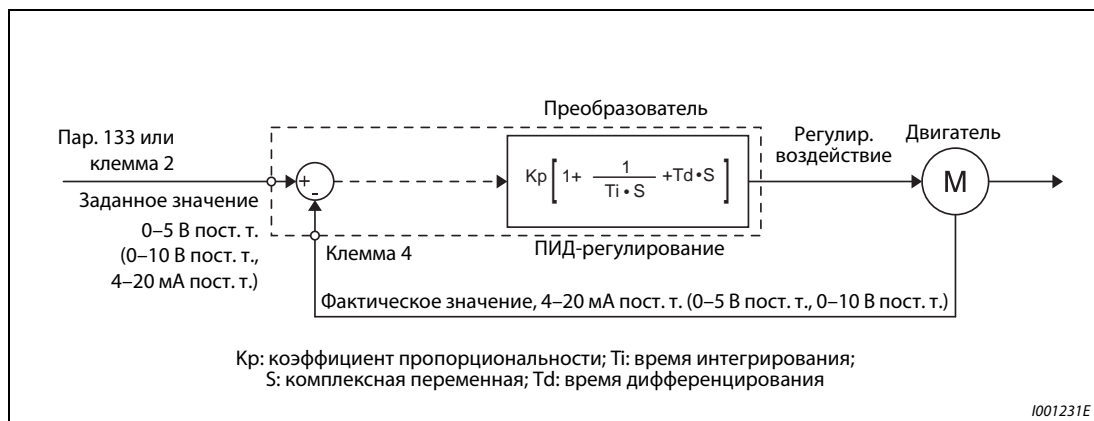 Преобразователь
Пар. 133 или
клемма 2
Заданное значение
0–5 В пост. т.
(0–10 В пост. т.,
4–20 мА пост. т.)
+
-
Клемма 4
Kp[1+ 1/Ti•S +Td•S]
ПИД-регулирование
Регулир.
воздействие
Двигатель
M
Фактическое значение, 4–20 мА пост. т. (0–5 В пост. т., 0–10 В пост. т.)
Kp: коэффициент пропорциональности; Ti: время интегрирования;
S: комплексная переменная; Td: время дифференцирования
I001231E